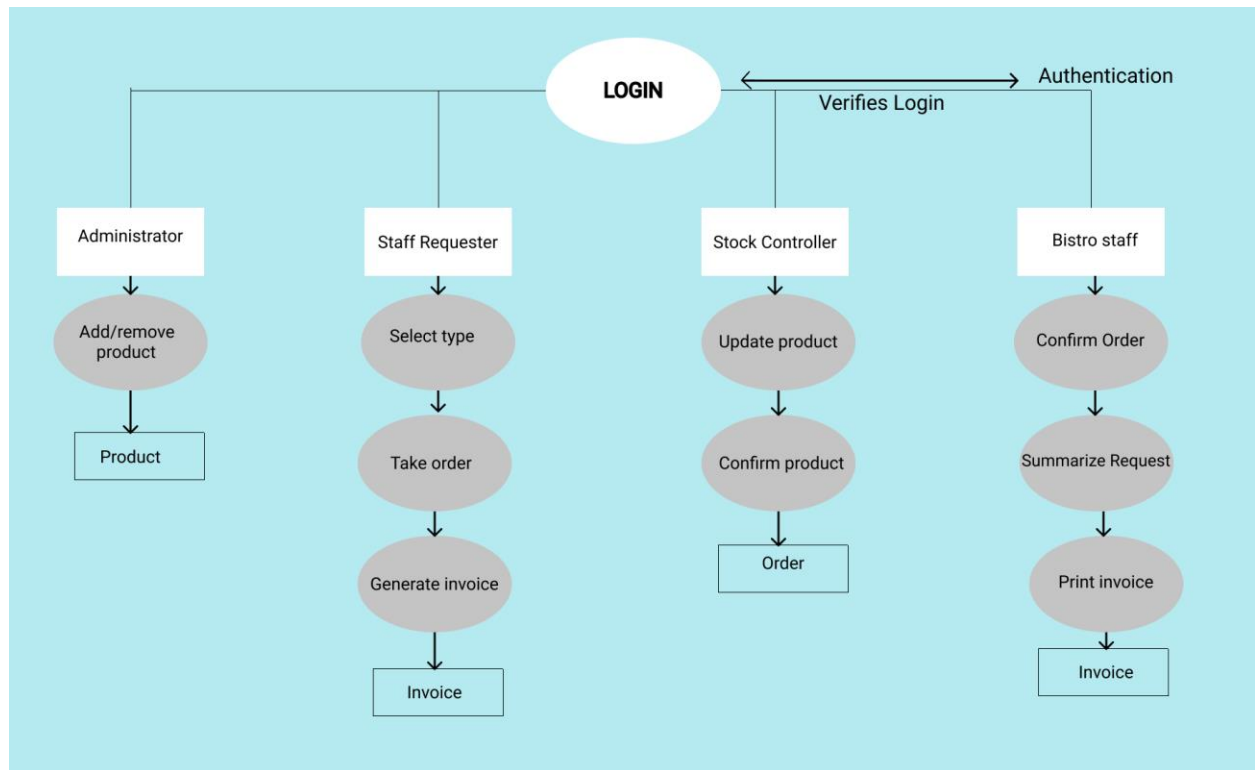 LOGIN
Authentication
Verifies Login
Administrator
Staff Requester
Stock Controller
Bistro staff
Add/remove
product
Select type
Update product
Confirm Order
Product
Take order
Confirm product
Summarize Request
Generate invoice
Order
Print invoice
Invoice
Invoice